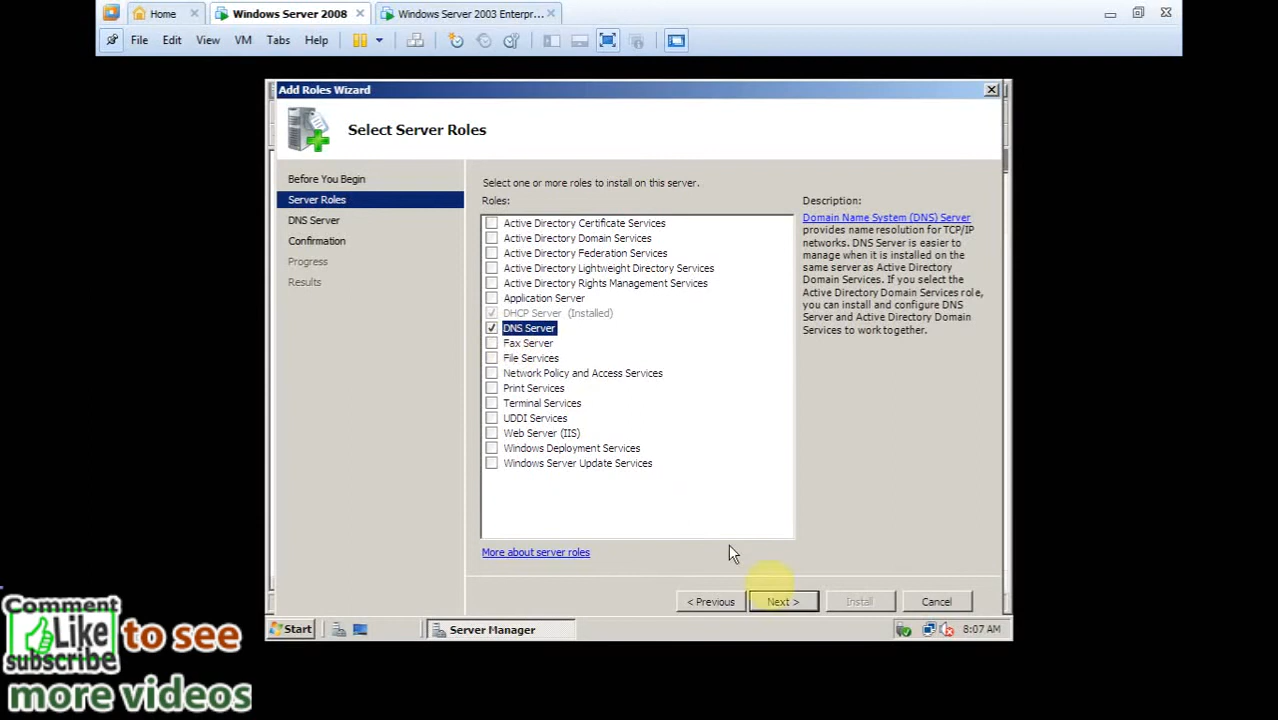 Home
Windows Server 2008
Windows Server 2003 Enterpr...
File Edit View VM Tabs Help
Add Roles Wizard
Select Server Roles
Before You Begin
Server Roles
DNS Server
Confirmation
Progress
Results
Select one or more roles to install on this server.
Roles:
Active Directory Certificate Services
Active Directory Domain Services
Active Directory Federation Services
Active Directory Lightweight Directory Services
Active Directory Rights Management Services
Application Server
DHCP Server (Installed)
DNS Server
Fax Server
File Services
Network Policy and Access Services
Print Services
Terminal Services
UDDI Services
Web Server (IIS)
Windows Deployment Services
Windows Server Update Services
More about server roles
Description:
Domain Name System (DNS) Server
provides name resolution for TCP/IP
networks. DNS Server is easier to
manage when it is installed on the
same server as Active Directory
Domain Services. If you select the
Active Directory Domain Services role,
you can install and configure DNS
Server and Active Directory Domain
Services to work together.
< Previous
Next >
Install
Cancel
Start
Server Manager
8:07 AM
Comment
Like to see
subscribe
more videos